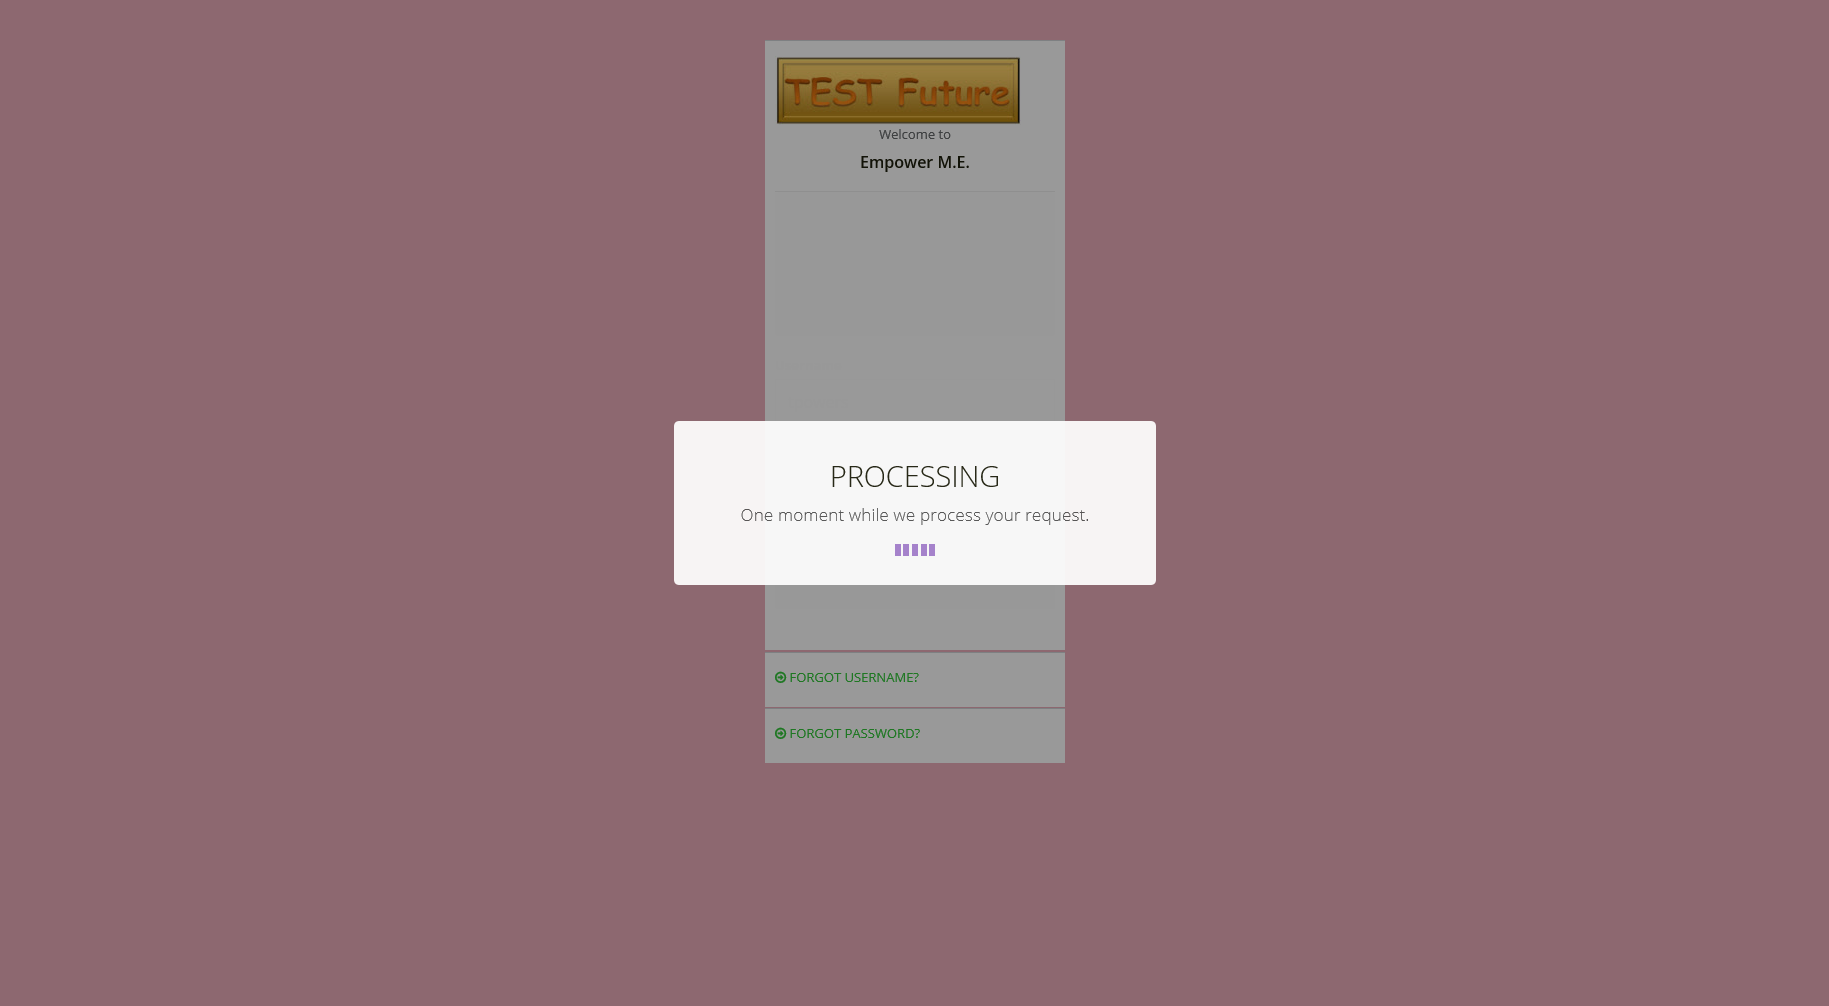 TEST Future
Welcome to
Empower M.E.
PROCESSING
One moment while we process your request.
FORGOT USERNAME?
FORGOT PASSWORD?